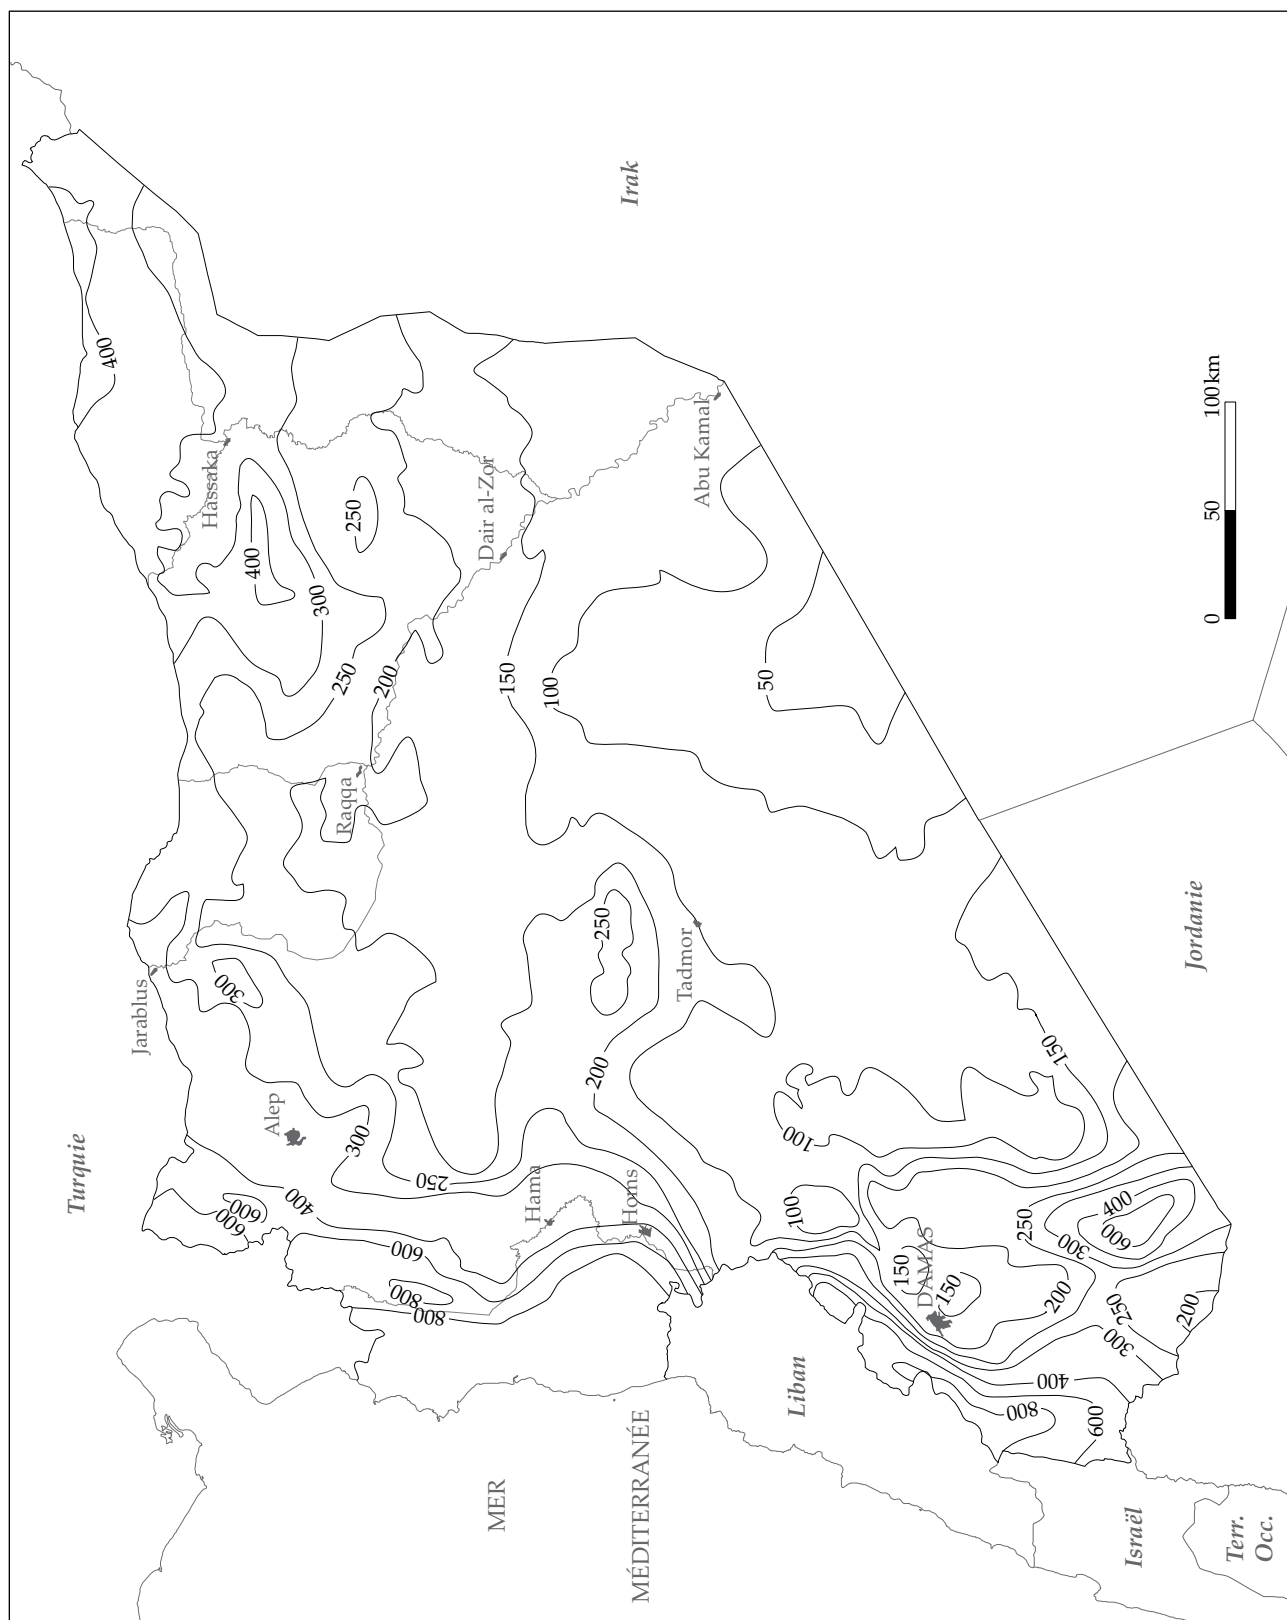 Turquie
400
Jarablus
Hassaka
600
600
300
400
Alep
400
300
250
Raqqa
250
300
200
600
800
800
250
Dair al-Zor
MER
150
Hama
100
200
250
Homs
Irak
MÉDITERRANÉE
Tadmor
Abu Kamal
50
100
100
Liban
150
DAMAS
150
800
250
400
200
150
300
600
300
250
400
600
Israël
200
Jordanie
0 50 100km
Terr.
Occ.